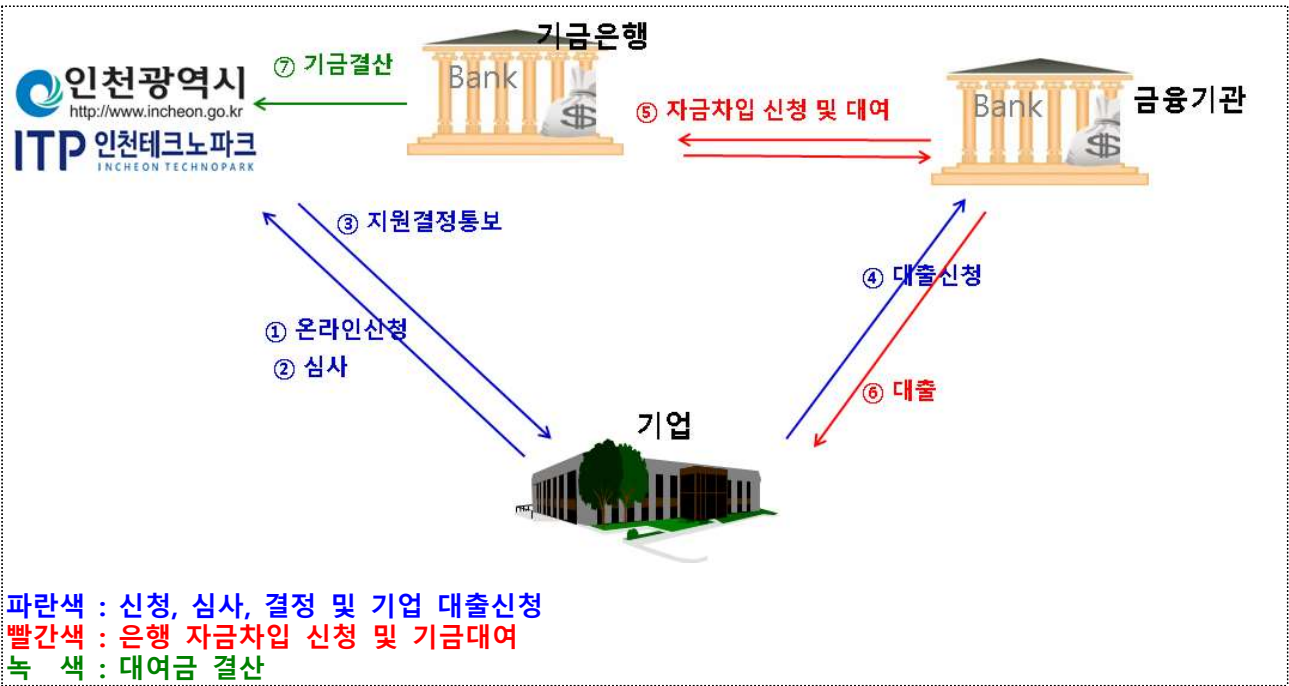 기금은행
⑦ 기금결산
인천광역시
http://www.incheon.go.kr
ITP 인천테크노파크
INCHEON TECHNOPARK
Bank
$
⑤ 자금차입 신청 및 대여
Bank
$
금융기관
③ 지원결정통보
④ 대출신청
① 온라인신청
② 심사
⑥ 대출
기업
파란색 : 신청, 심사, 결정 및 기업 대출신청
빨간색 : 은행 자금차입 신청 및 기금대여
녹 색 : 대여금 결산